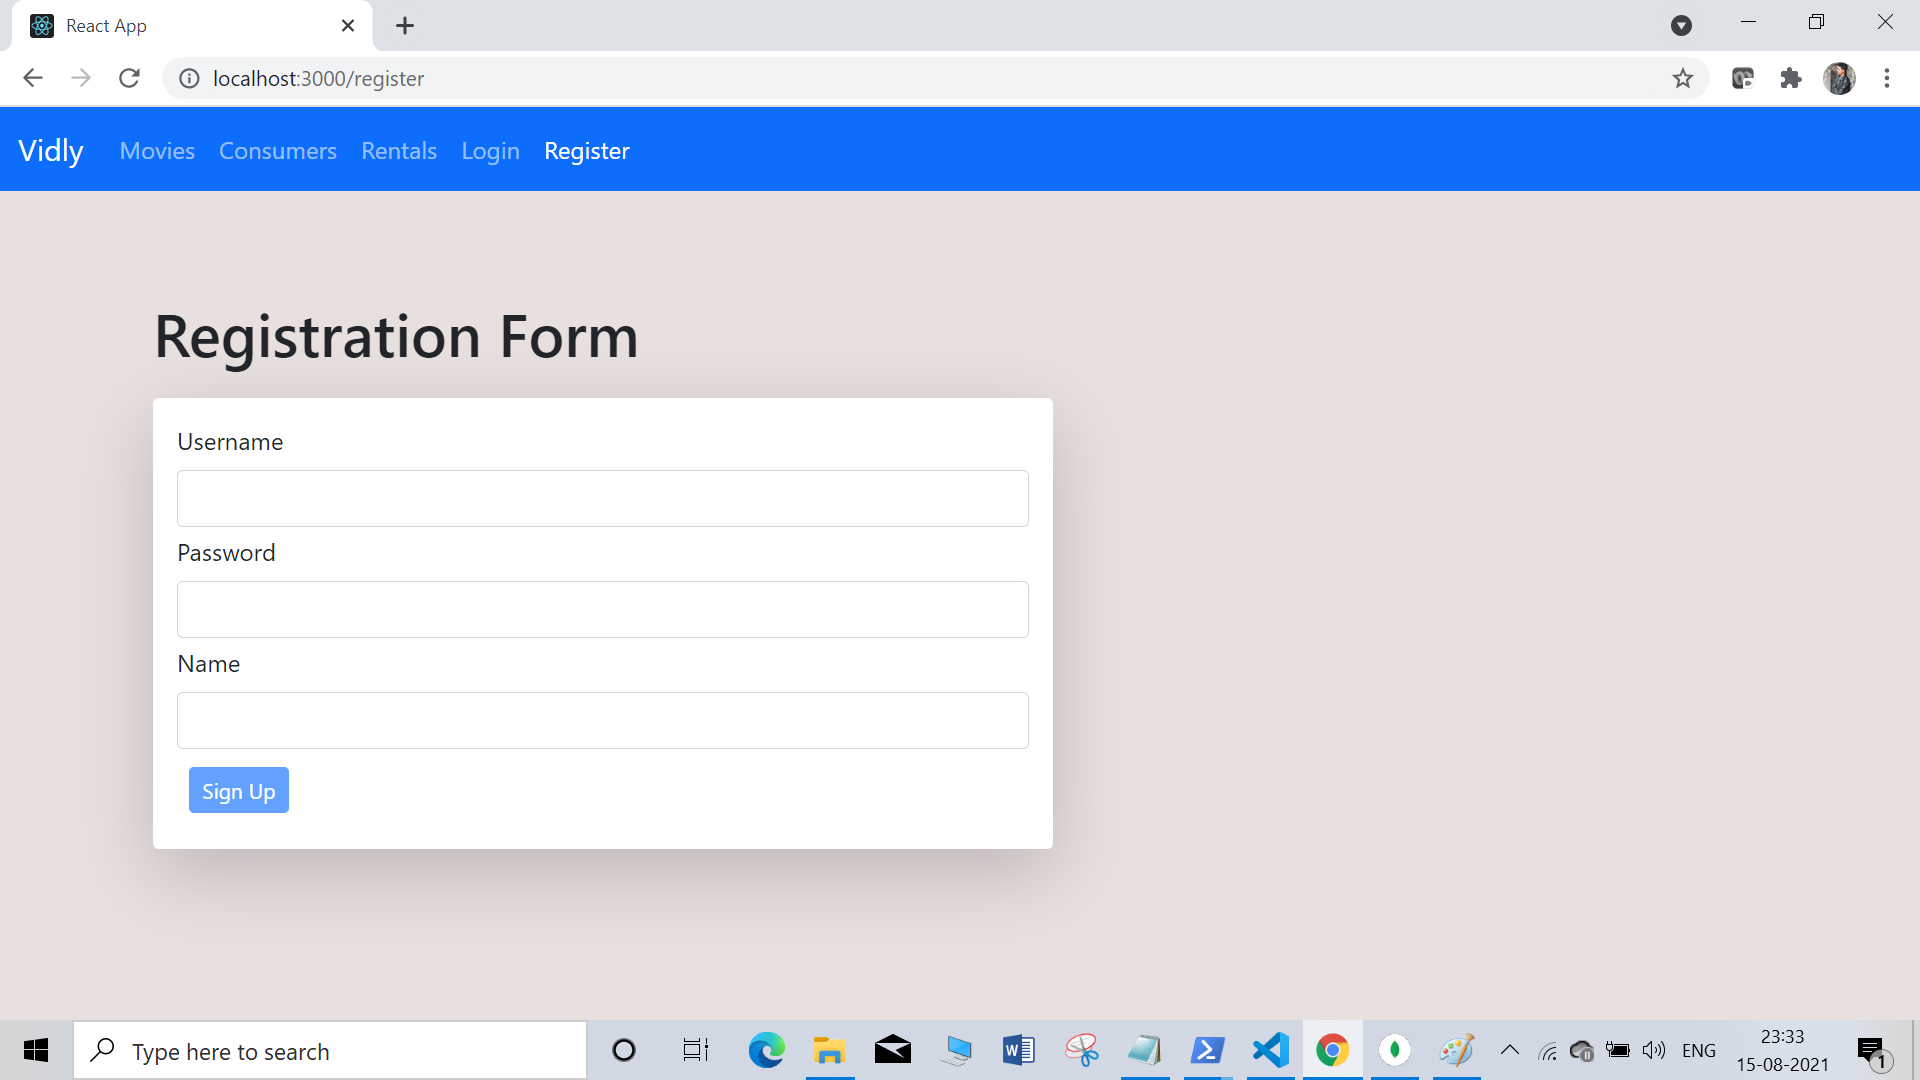 React App
localhost:3000/register
Vidly Movies Consumers Rentals Login Register
Registration Form
Username
Password
Name
Sign Up
Type here to search
W
ENG
23:33
15-08-2021
1